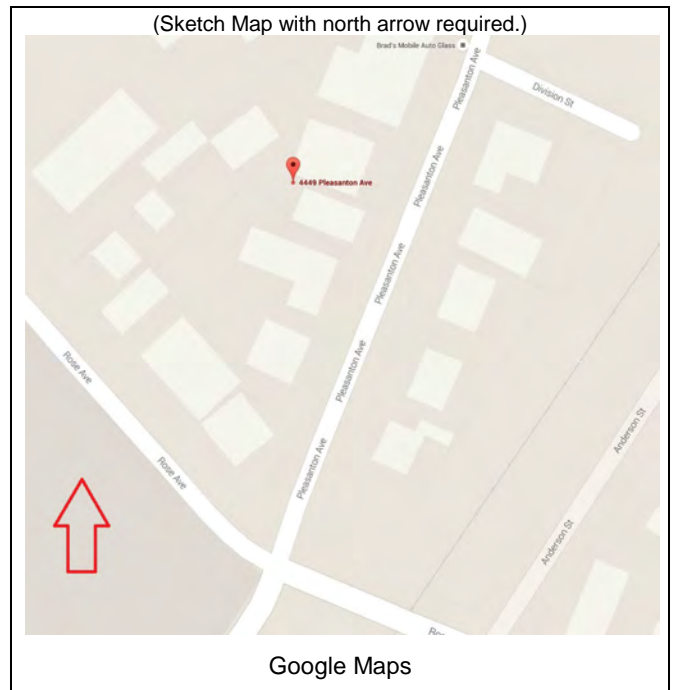 (Sketch Map with north arrow required.)
Brad's Mobile Auto Glass
Pleasanton Ave
Division St
Pleasanton Ave
4449 Pleasanton Ave
Pleasanton Ave
Rose Ave
Pleasanton Ave
Anderson St
Rose Ave
Pleasanton Ave
Anderson St
Google Maps